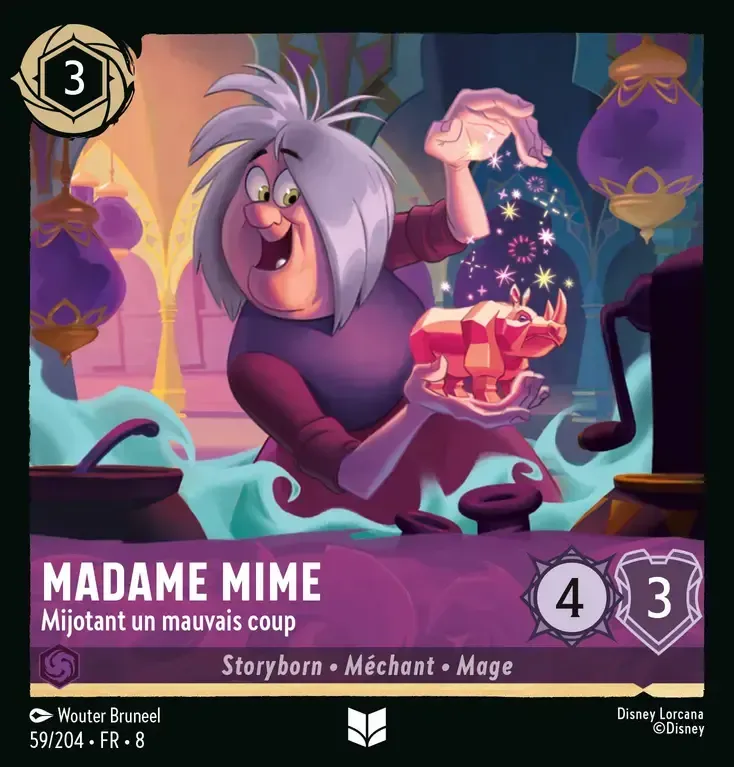 3
MADAME MIME
Mijotant un mauvais coup
4
3
Storyborn • Méchant • Mage
Wouter Bruneel
59/204 • FR • 8
Disney Lorcana
©Disney